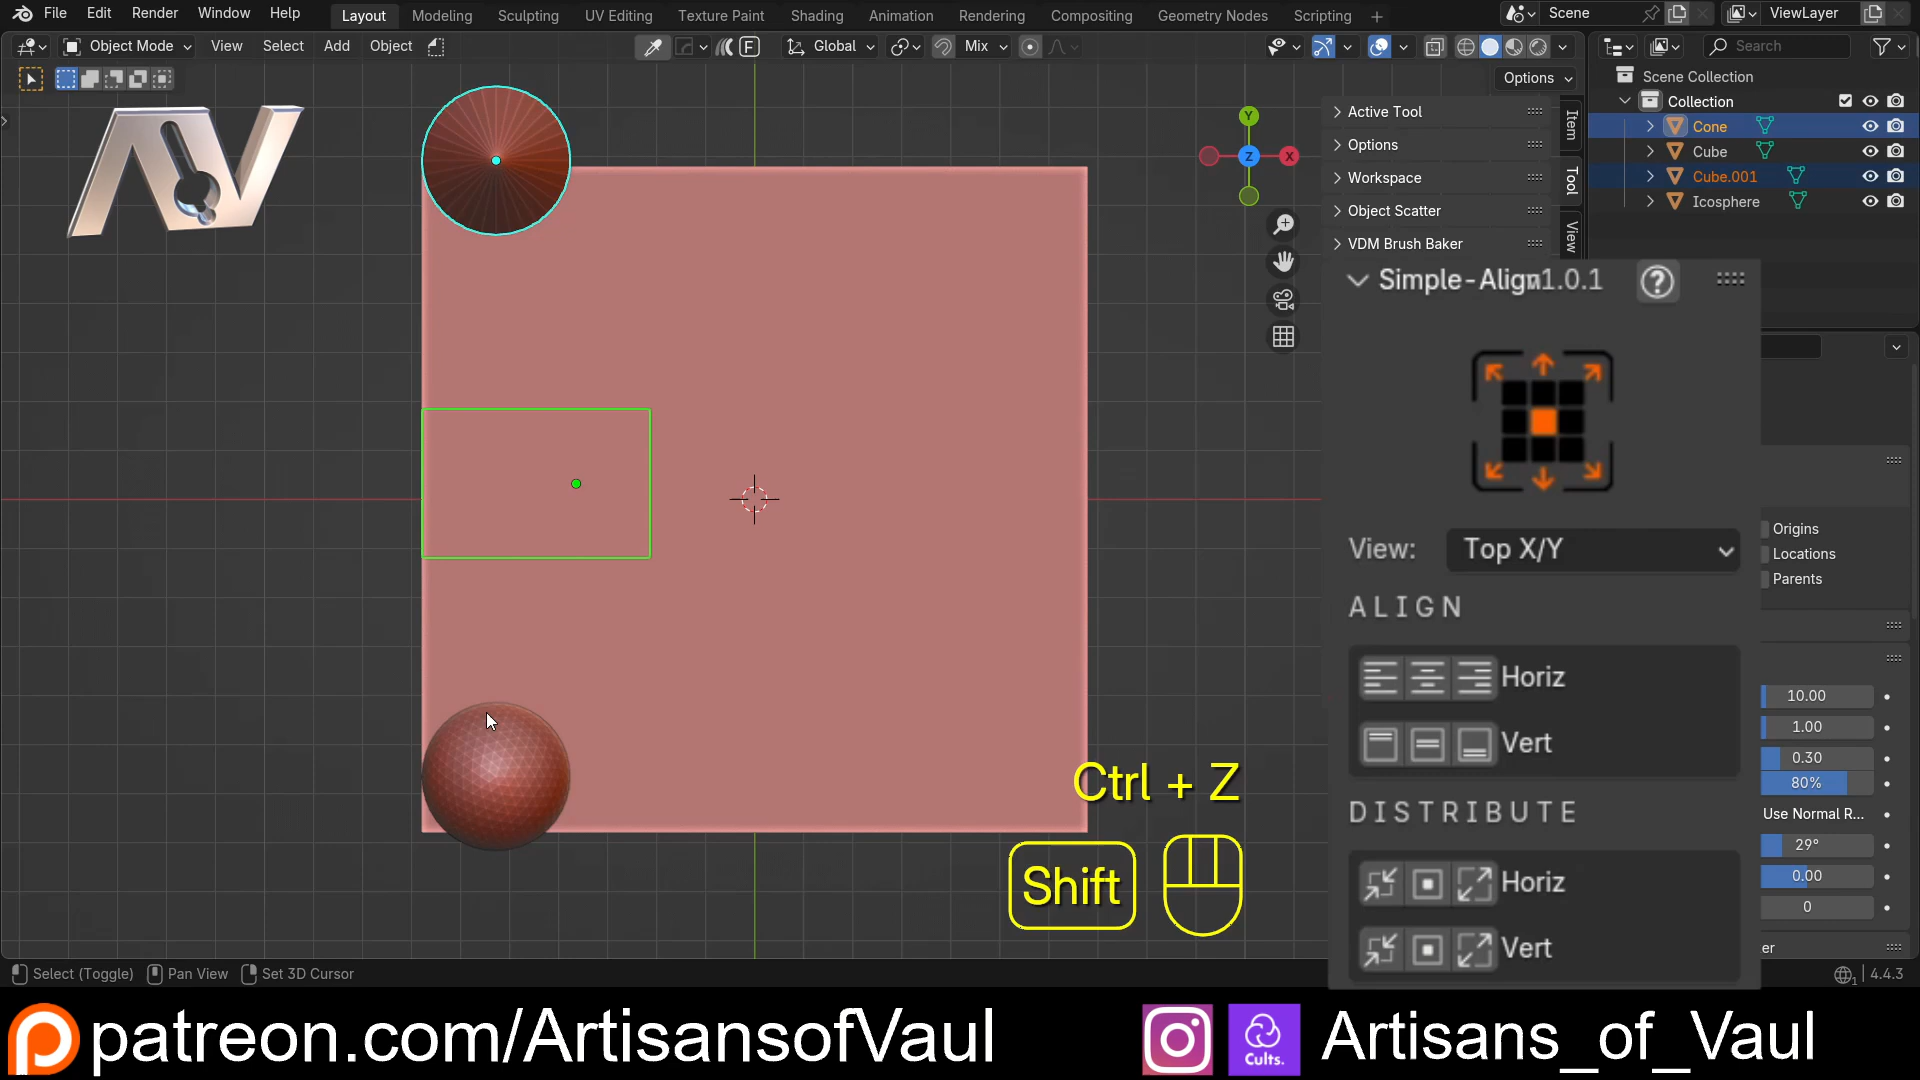 File Edit Render Window Help Layout Modeling Sculpting UV Editing Texture Paint Shading Animation Rendering Compositing Geometry Nodes Scripting + Scene ViewLayer
Object Mode View Select Add Object F Global Mix Search
Options
Scene Collection
Collection
Cone
Cube
Cube.001
Icosphere
Y
Z
X
Active Tool
Options
Workspace
Object Scatter
VDM Brush Baker
Item
Tool
View
Simple-Align
v1.0.1
?
View: Top X/Y
ALIGN
Horiz
Vert
DISTRIBUTE
Horiz
Vert
Origins
Locations
Parents
10.00
1.00
0.30
80%
Use Normal R...
29°
0.00
0
er
AV
Ctrl + Z
Shift
Select (Toggle) Pan View Set 3D Cursor
1 4.4.3
patreon.com/ArtisansofVaul
Cults.
Artisans_of_Vaul